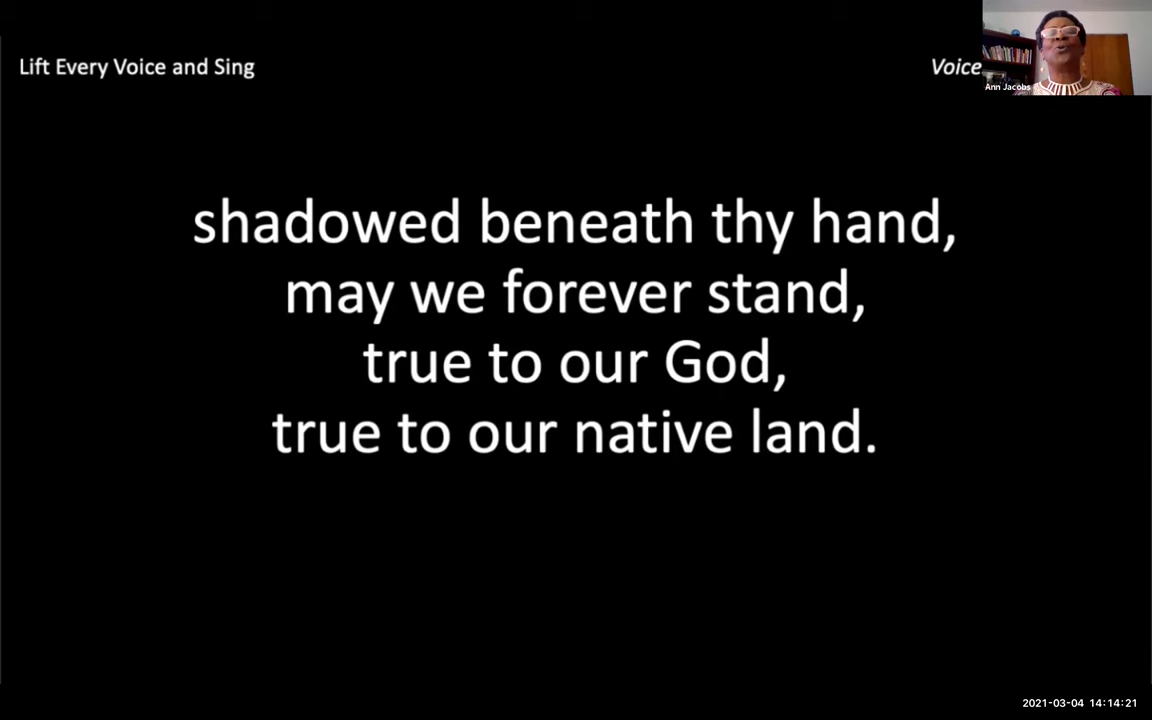 Lift Every Voice and Sing
Voice
Ann Jacobs
shadowed beneath thy hand,
may we forever stand,
true to our God,
true to our native land.
2021-03-04 14:14:21